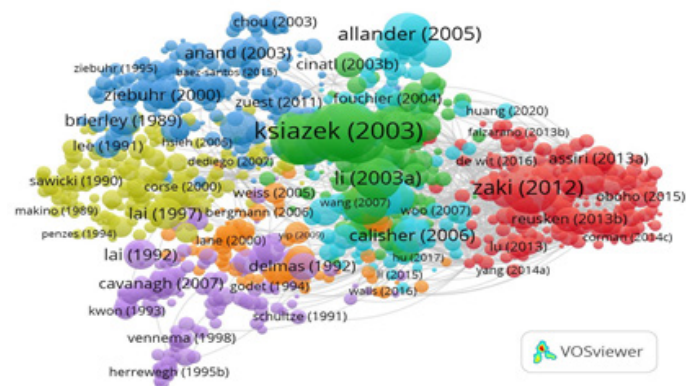 chou (2003)
allander (2005)
anand (2003)
cinatl (2003b)
ziebuhr (1995)
baez-santos (2015)
ziebuhr (2000)
zuest (2011)
fouchier (2004)
huang (2020)
brierley (1989)
ksiazek (2003)
falzarano (2013b)
lee (1991)
hsieh (2005)
dediego (2007)
de wit (2016)
assiri (2013a)
sawicki (1990)
corse (2000)
weiss (2005)
li (2003a)
zaki (2012)
oboho (2015)
makino (1989)
lai (1997)
bergmann (2006)
wang (2007)
woo (2007)
reusken (2013b)
penzes (1994)
lane (2000)
yip (2009)
calisher (2006)
lu (2013)
corman (2014c)
lai (1992)
delmas (1992)
hu (2017)
yang (2014a)
cavanagh (2007)
godet (1994)
li (2015)
walls (2016)
kwon (1993)
schultze (1991)
vennema (1998)
VOSviewer
herrewegh (1995b)